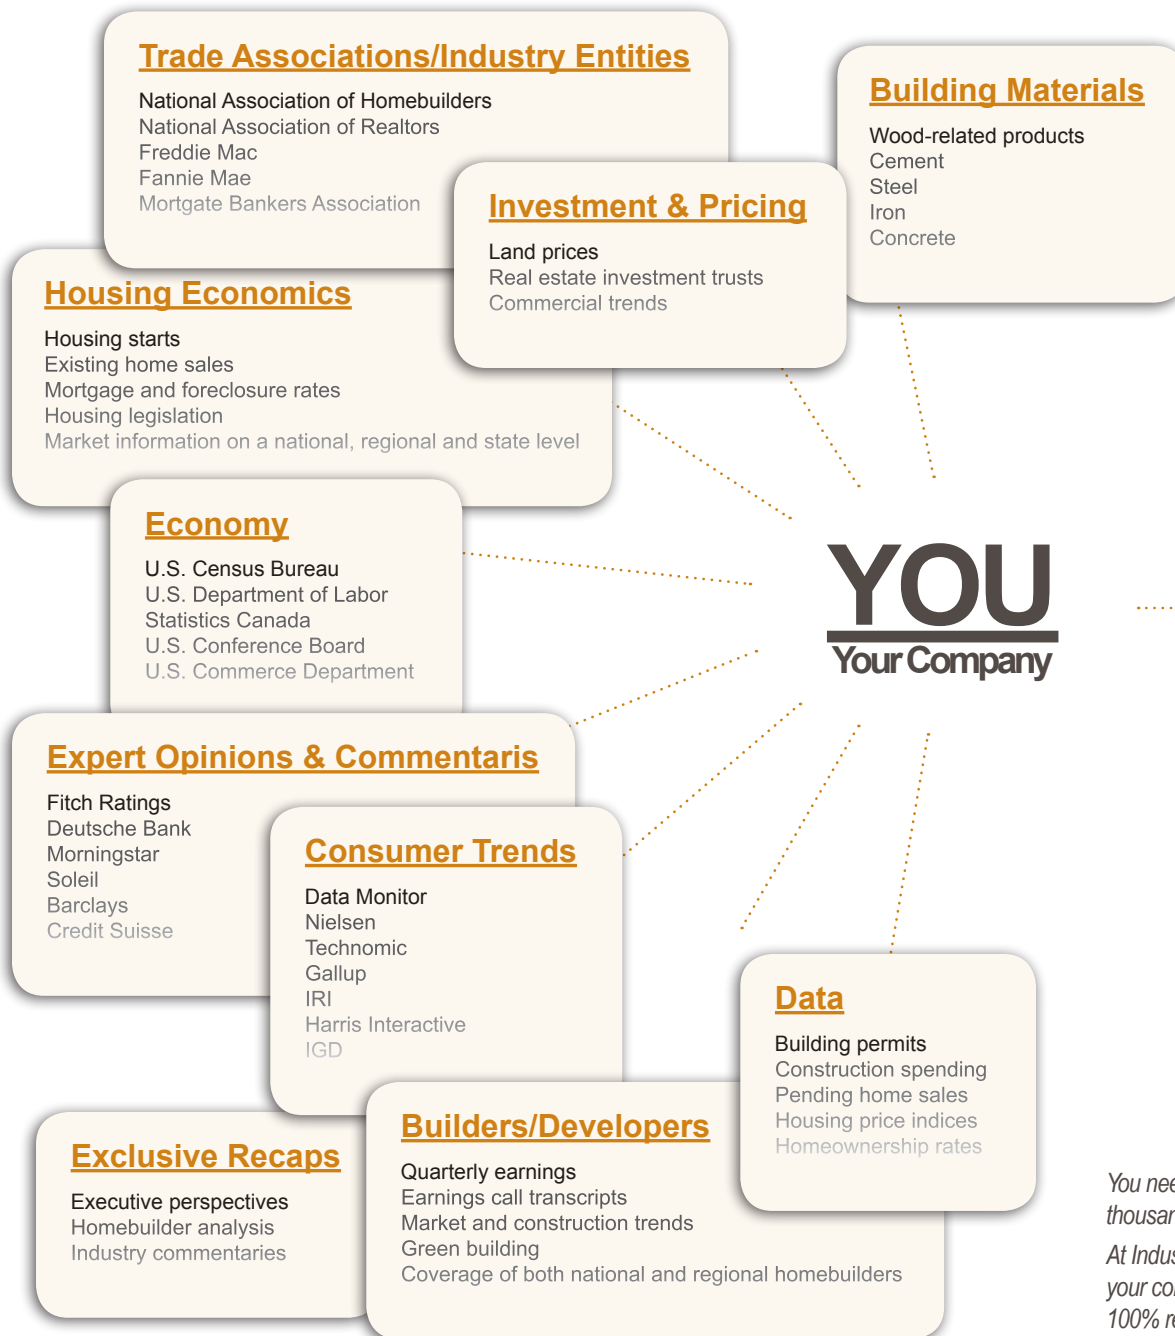 Trade Associations/Industry Entities
National Association of Homebuilders
National Association of Realtors
Freddie Mac
Fannie Mae
Mortgate Bankers Association
Building Materials
Wood-related products
Cement
Steel
Iron
Concrete
Investment & Pricing
Land prices
Real estate investment trusts
Commercial trends
Housing Economics
Housing starts
Existing home sales
Mortgage and foreclosure rates
Housing legislation
Market information on a national, regional and state level
Economy
U.S. Census Bureau
U.S. Department of Labor
Statistics Canada
U.S. Conference Board
U.S. Commerce Department
YOU
Your Company
Expert Opinions & Commentaris
Fitch Ratings
Deutsche Bank
Morningstar
Soleil
Barclays
Credit Suisse
Consumer Trends
Data Monitor
Nielsen
Technomic
Gallup
IRI
Harris Interactive
IGD
Data
Building permits
Construction spending
Pending home sales
Housing price indices
Homeownership rates
Builders/Developers
Quarterly earnings
Earnings call transcripts
Market and construction trends
Green building
Coverage of both national and regional homebuilders
Exclusive Recaps
Executive perspectives
Homebuilder analysis
Industry commentaries
You
At
your
100%